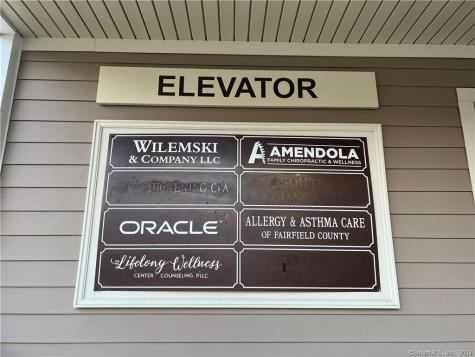 ELEVATOR
WILEMSKI
& COMPANY LLC
AMENDOLA
FAMILY CHIROPRACTIC & WELLNESS
CPA
ORACLE
ALLERGY & ASTHMA CARE
OF FAIRFIELD COUNTY
Lifelong Wellness
CENTER COUNSELING, PLLC